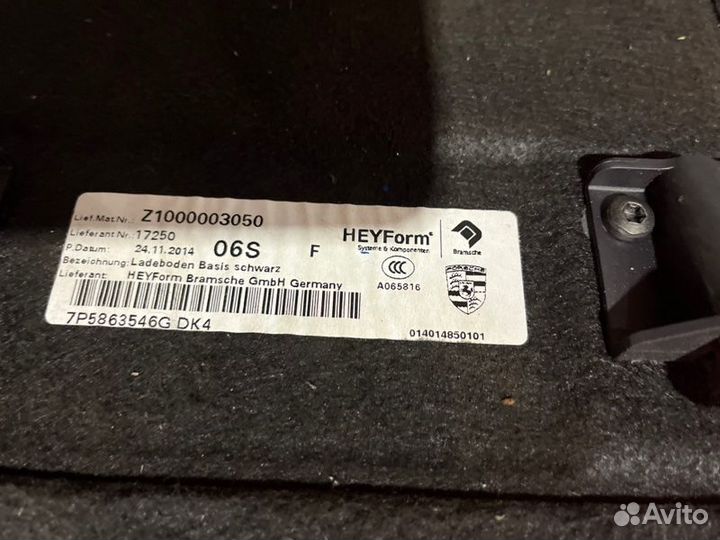 Lief.Mat.Nr.: Z1000003050
Lieferant Nr.: 17250
P.Datum: 24.11.2014 06S F
Bezeichnung: Ladeboden Basis schwarz
Lieferant: HEYForm Bramsche GmbH Germany
7P5863546G DK4
HEYForm
Systeme & Komponenten
Bramsche
CCC
A065816
014014850101
Avito